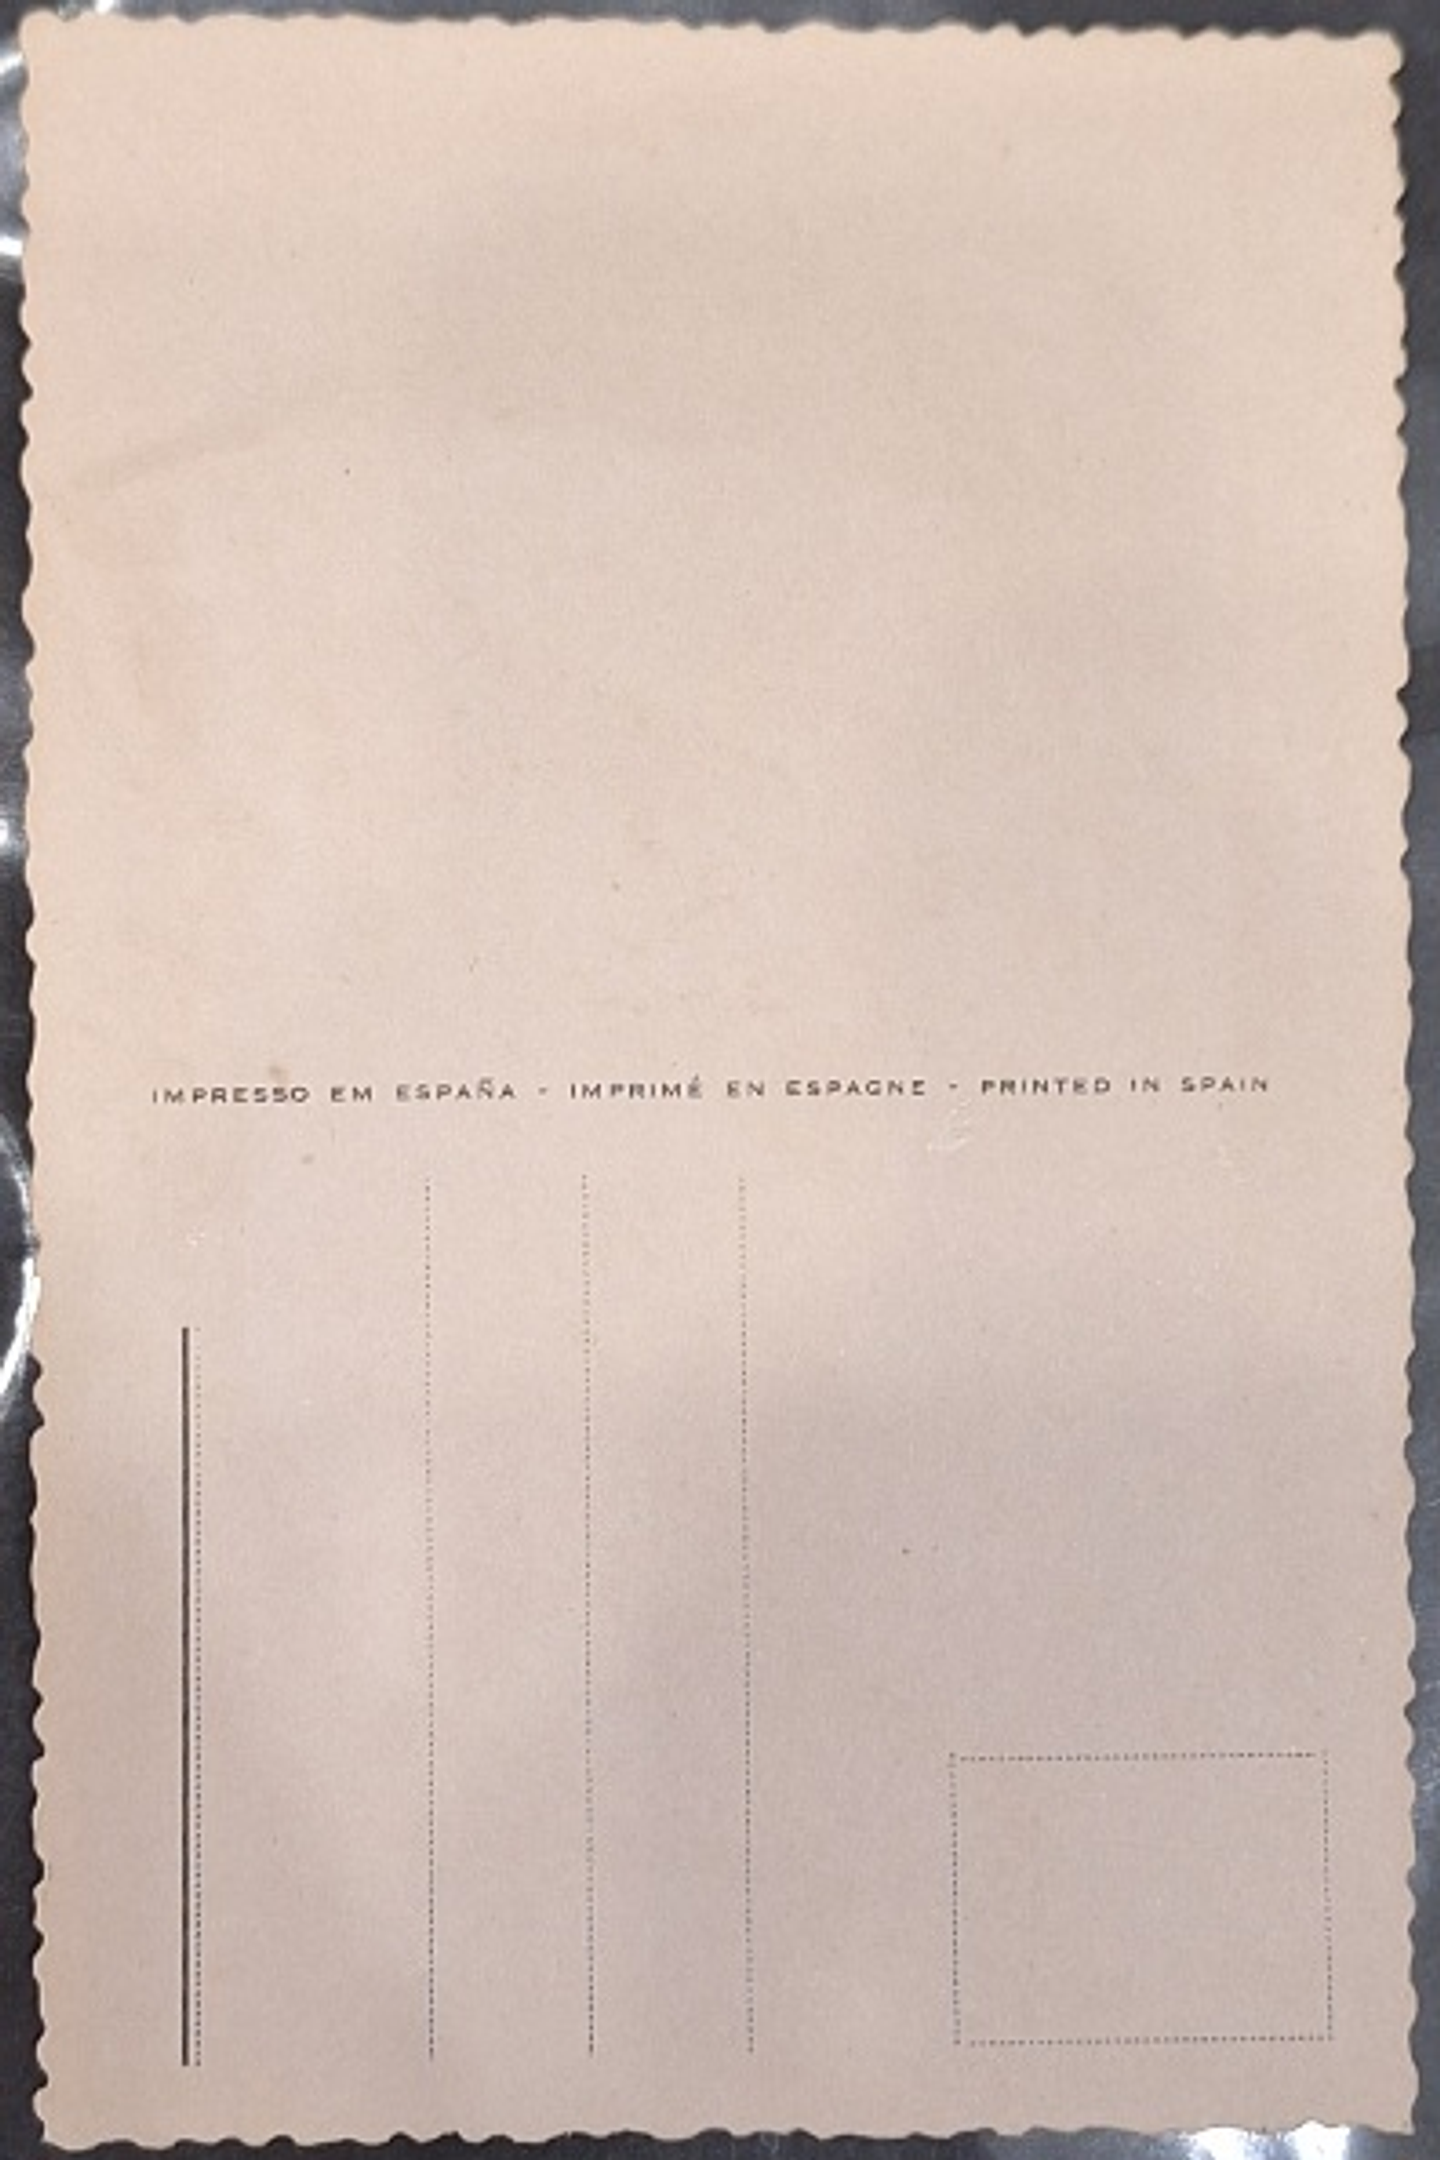 IMPRESSO EM ESPAÑA - IMPRIMÉ EN ESPAGNE - PRINTED IN SPAIN